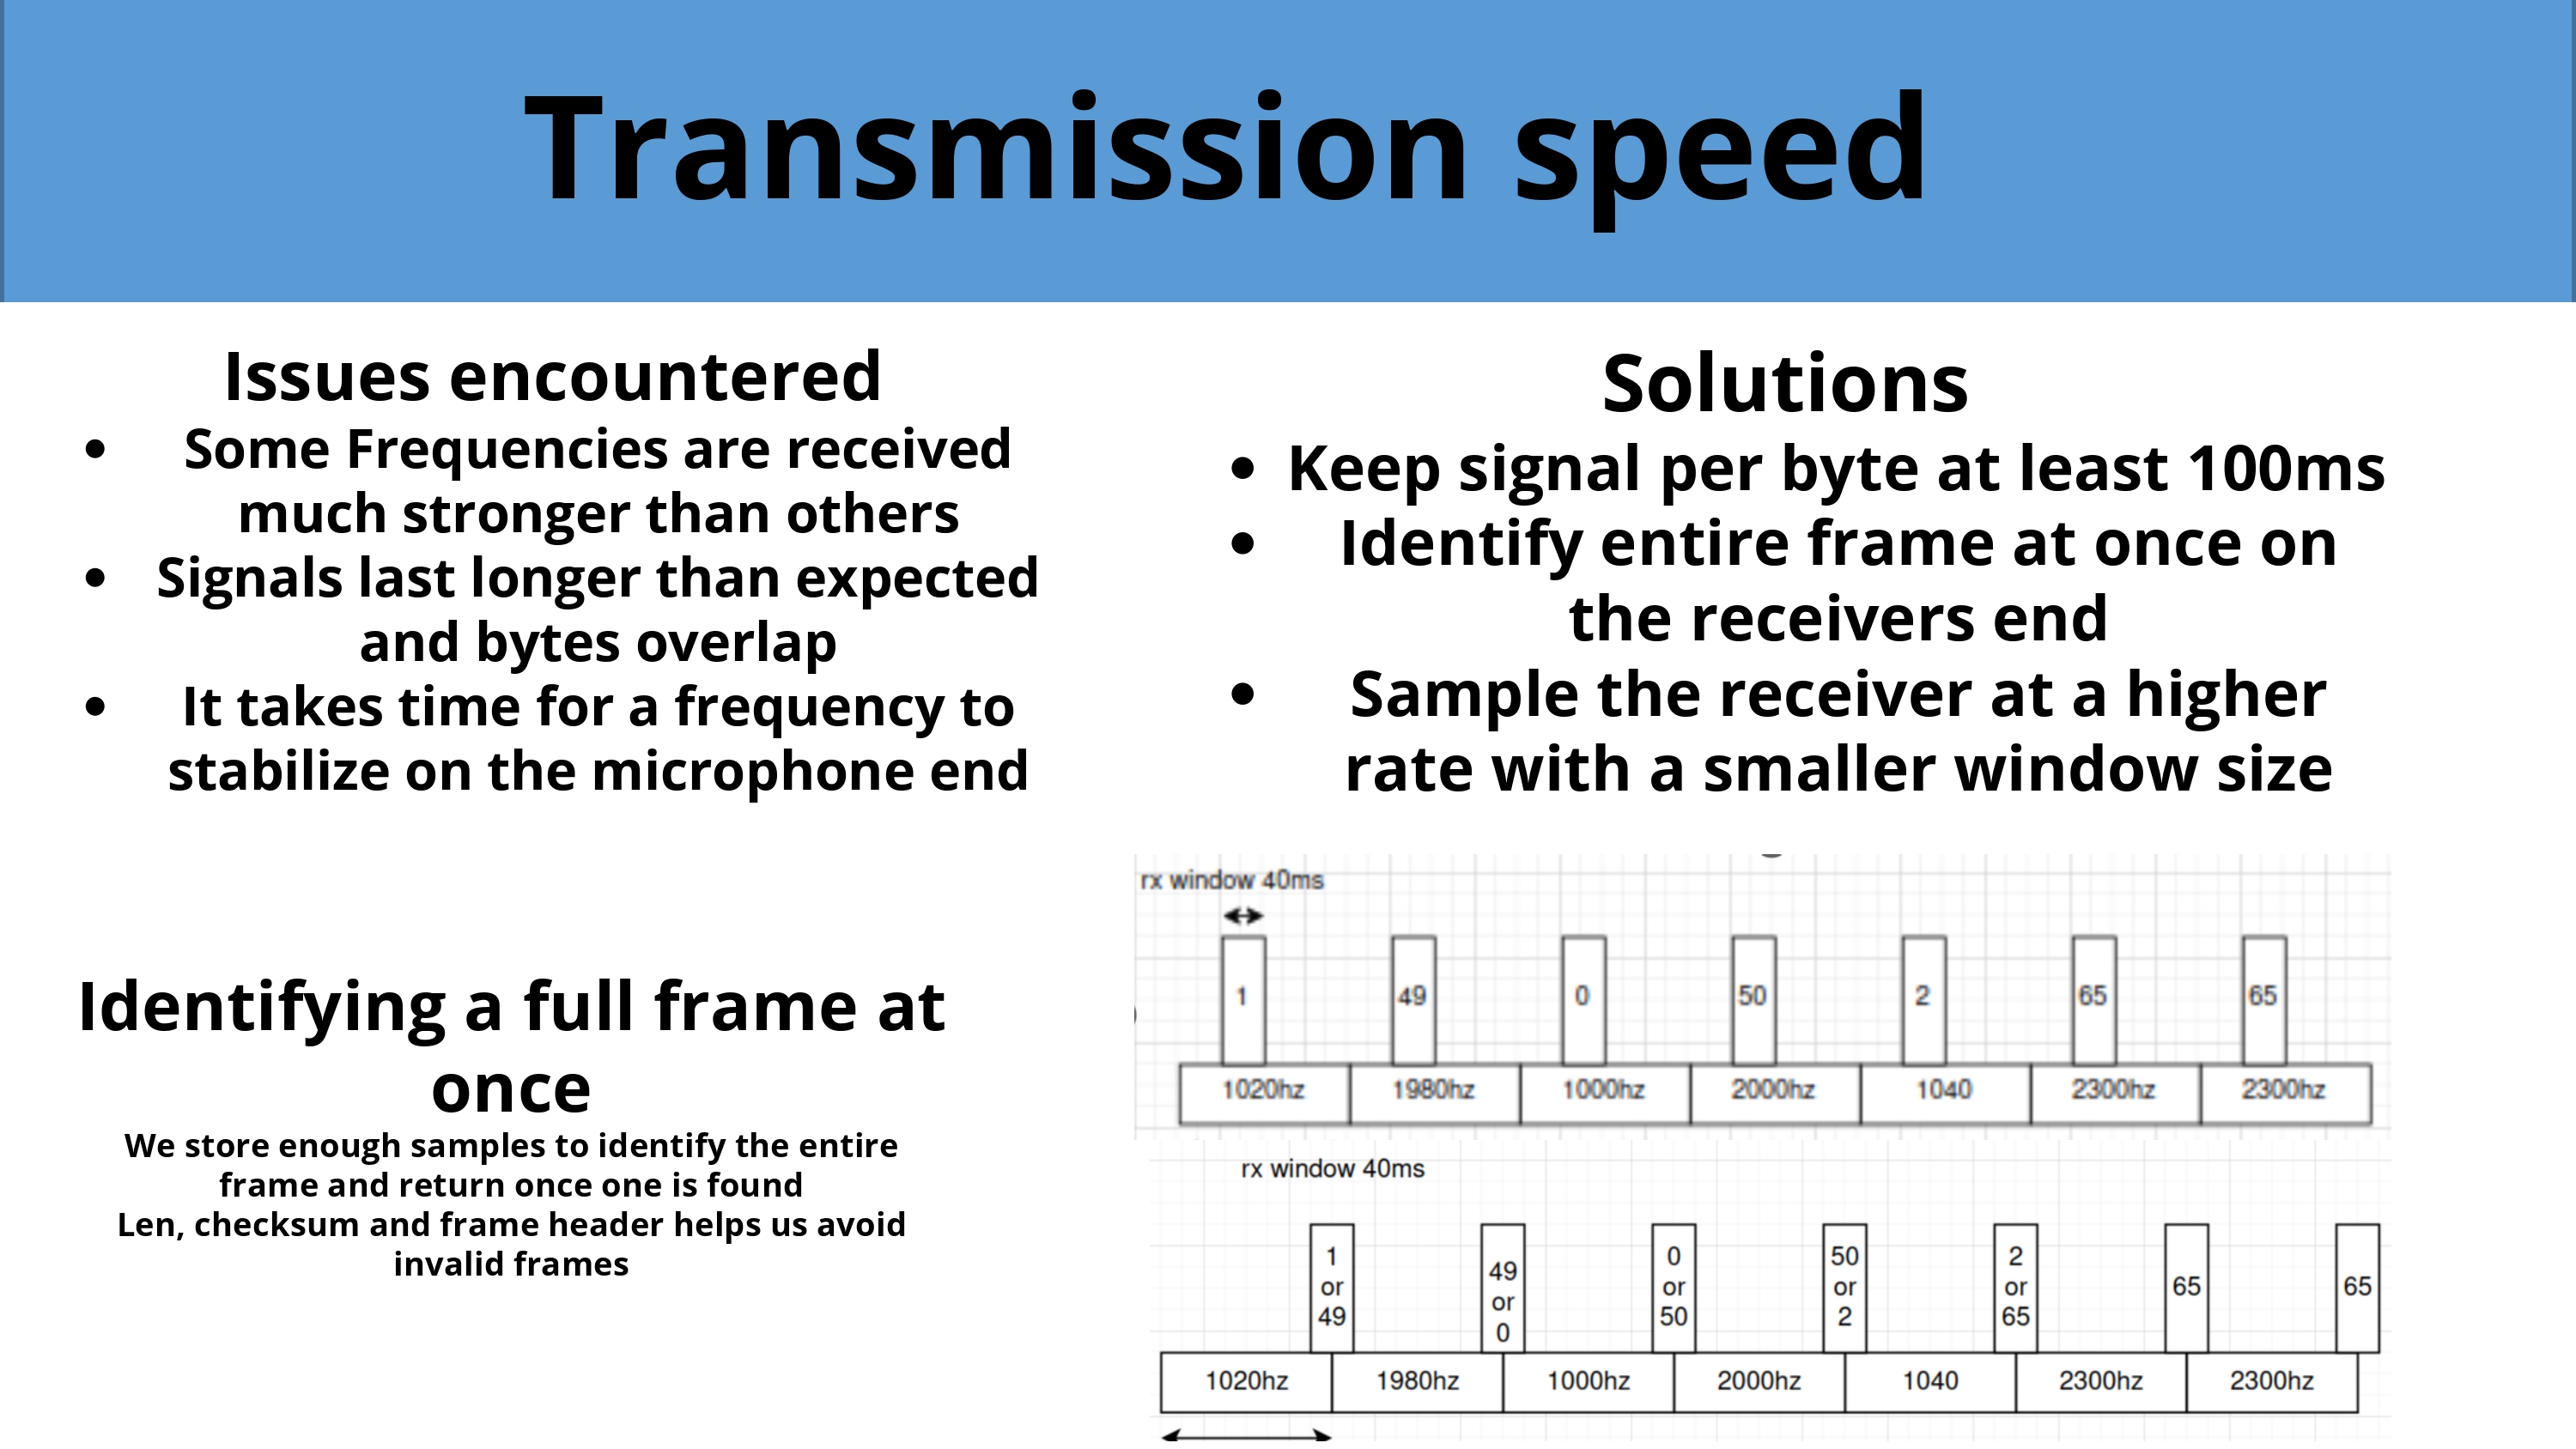 Transmission speed
Issues encountered
• Some Frequencies are received
much stronger than others
• Signals last longer than expected
and bytes overlap
• It takes time for a frequency to
stabilize on the microphone end
Solutions
• Keep signal per byte at least 100ms
• Identify entire frame at once on
the receivers end
• Sample the receiver at a higher
rate with a smaller window size
Identifying a full frame at
once
We store enough samples to identify the entire
frame and return once one is found
Len, checksum and frame header helps us avoid
invalid frames
rx window 40ms
1 49 0 50 2 65 65
1020hz 1980hz 1000hz 2000hz 1040 2300hz 2300hz
rx window 40ms
1 or 49
49 or 0
0 or 50
50 or 2
2 or 65
65
65
1020hz 1980hz 1000hz 2000hz 1040 2300hz 2300hz